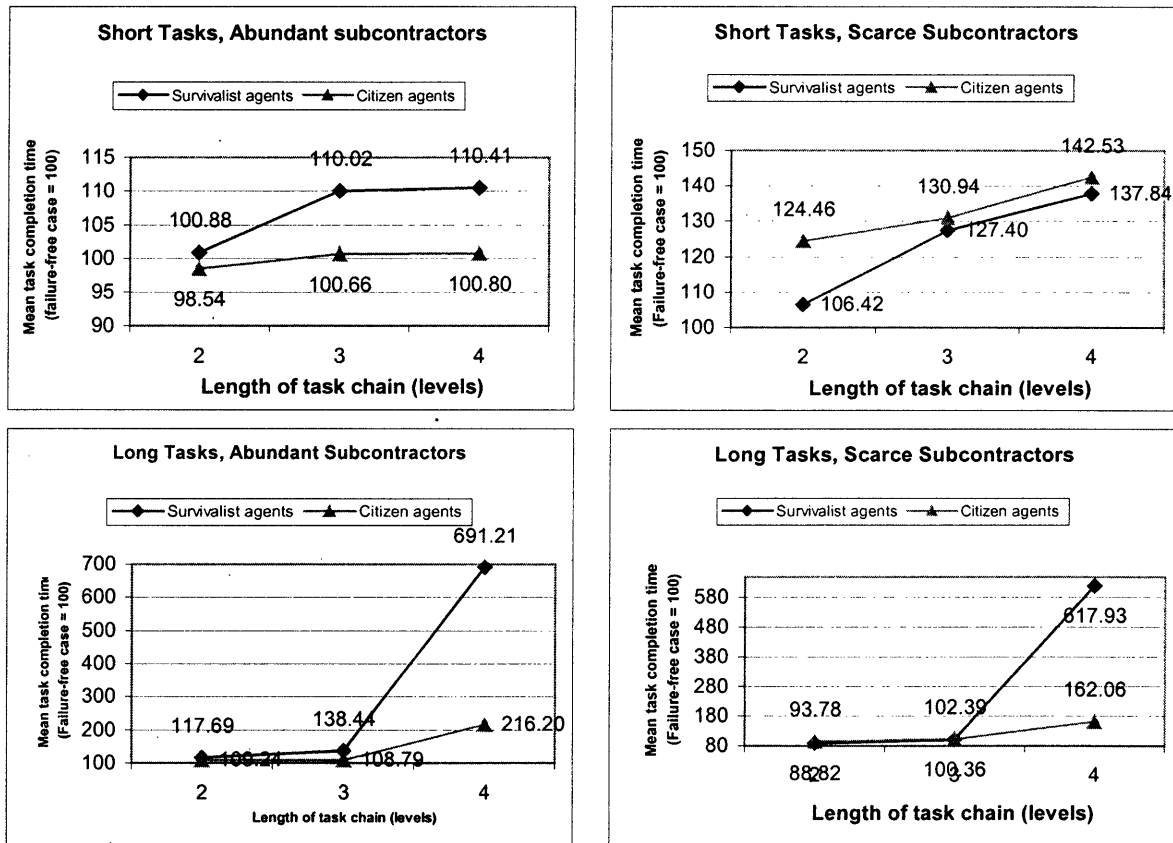 Short Tasks, Abundant subcontractors
Survivalist agents Citizen agents
Mean task completion time
(failure-free case = 100)
115
110
105
100
95
90
110.02 110.41
100.88
98.54 100.66 100.80
2 3 4
Length of task chain (levels)
Short Tasks, Scarce Subcontractors
Survivalist agents Citizen agents
Mean task completion time
(Failure-free case = 100)
150
140
130
120
110
100
142.53
124.46 130.94
137.84
127.40
106.42
2 3 4
Length of task chain (levels)
Long Tasks, Abundant Subcontractors
Survivalist agents Citizen agents
Mean task completion time
(Failure-free case = 100)
700
600
500
400
300
200
100
691.21
117.69 138.44
216.20
108.79
2 3 4
Length of task chain (levels)
Long Tasks, Scarce Subcontractors
Survivalist agents Citizen agents
Mean task completion time
(Failure-free case = 100)
580
480
380
280
180
80
617.93
162.06
93.78 102.39
88.82 100.36
2 3 4
Length of task chain (levels)